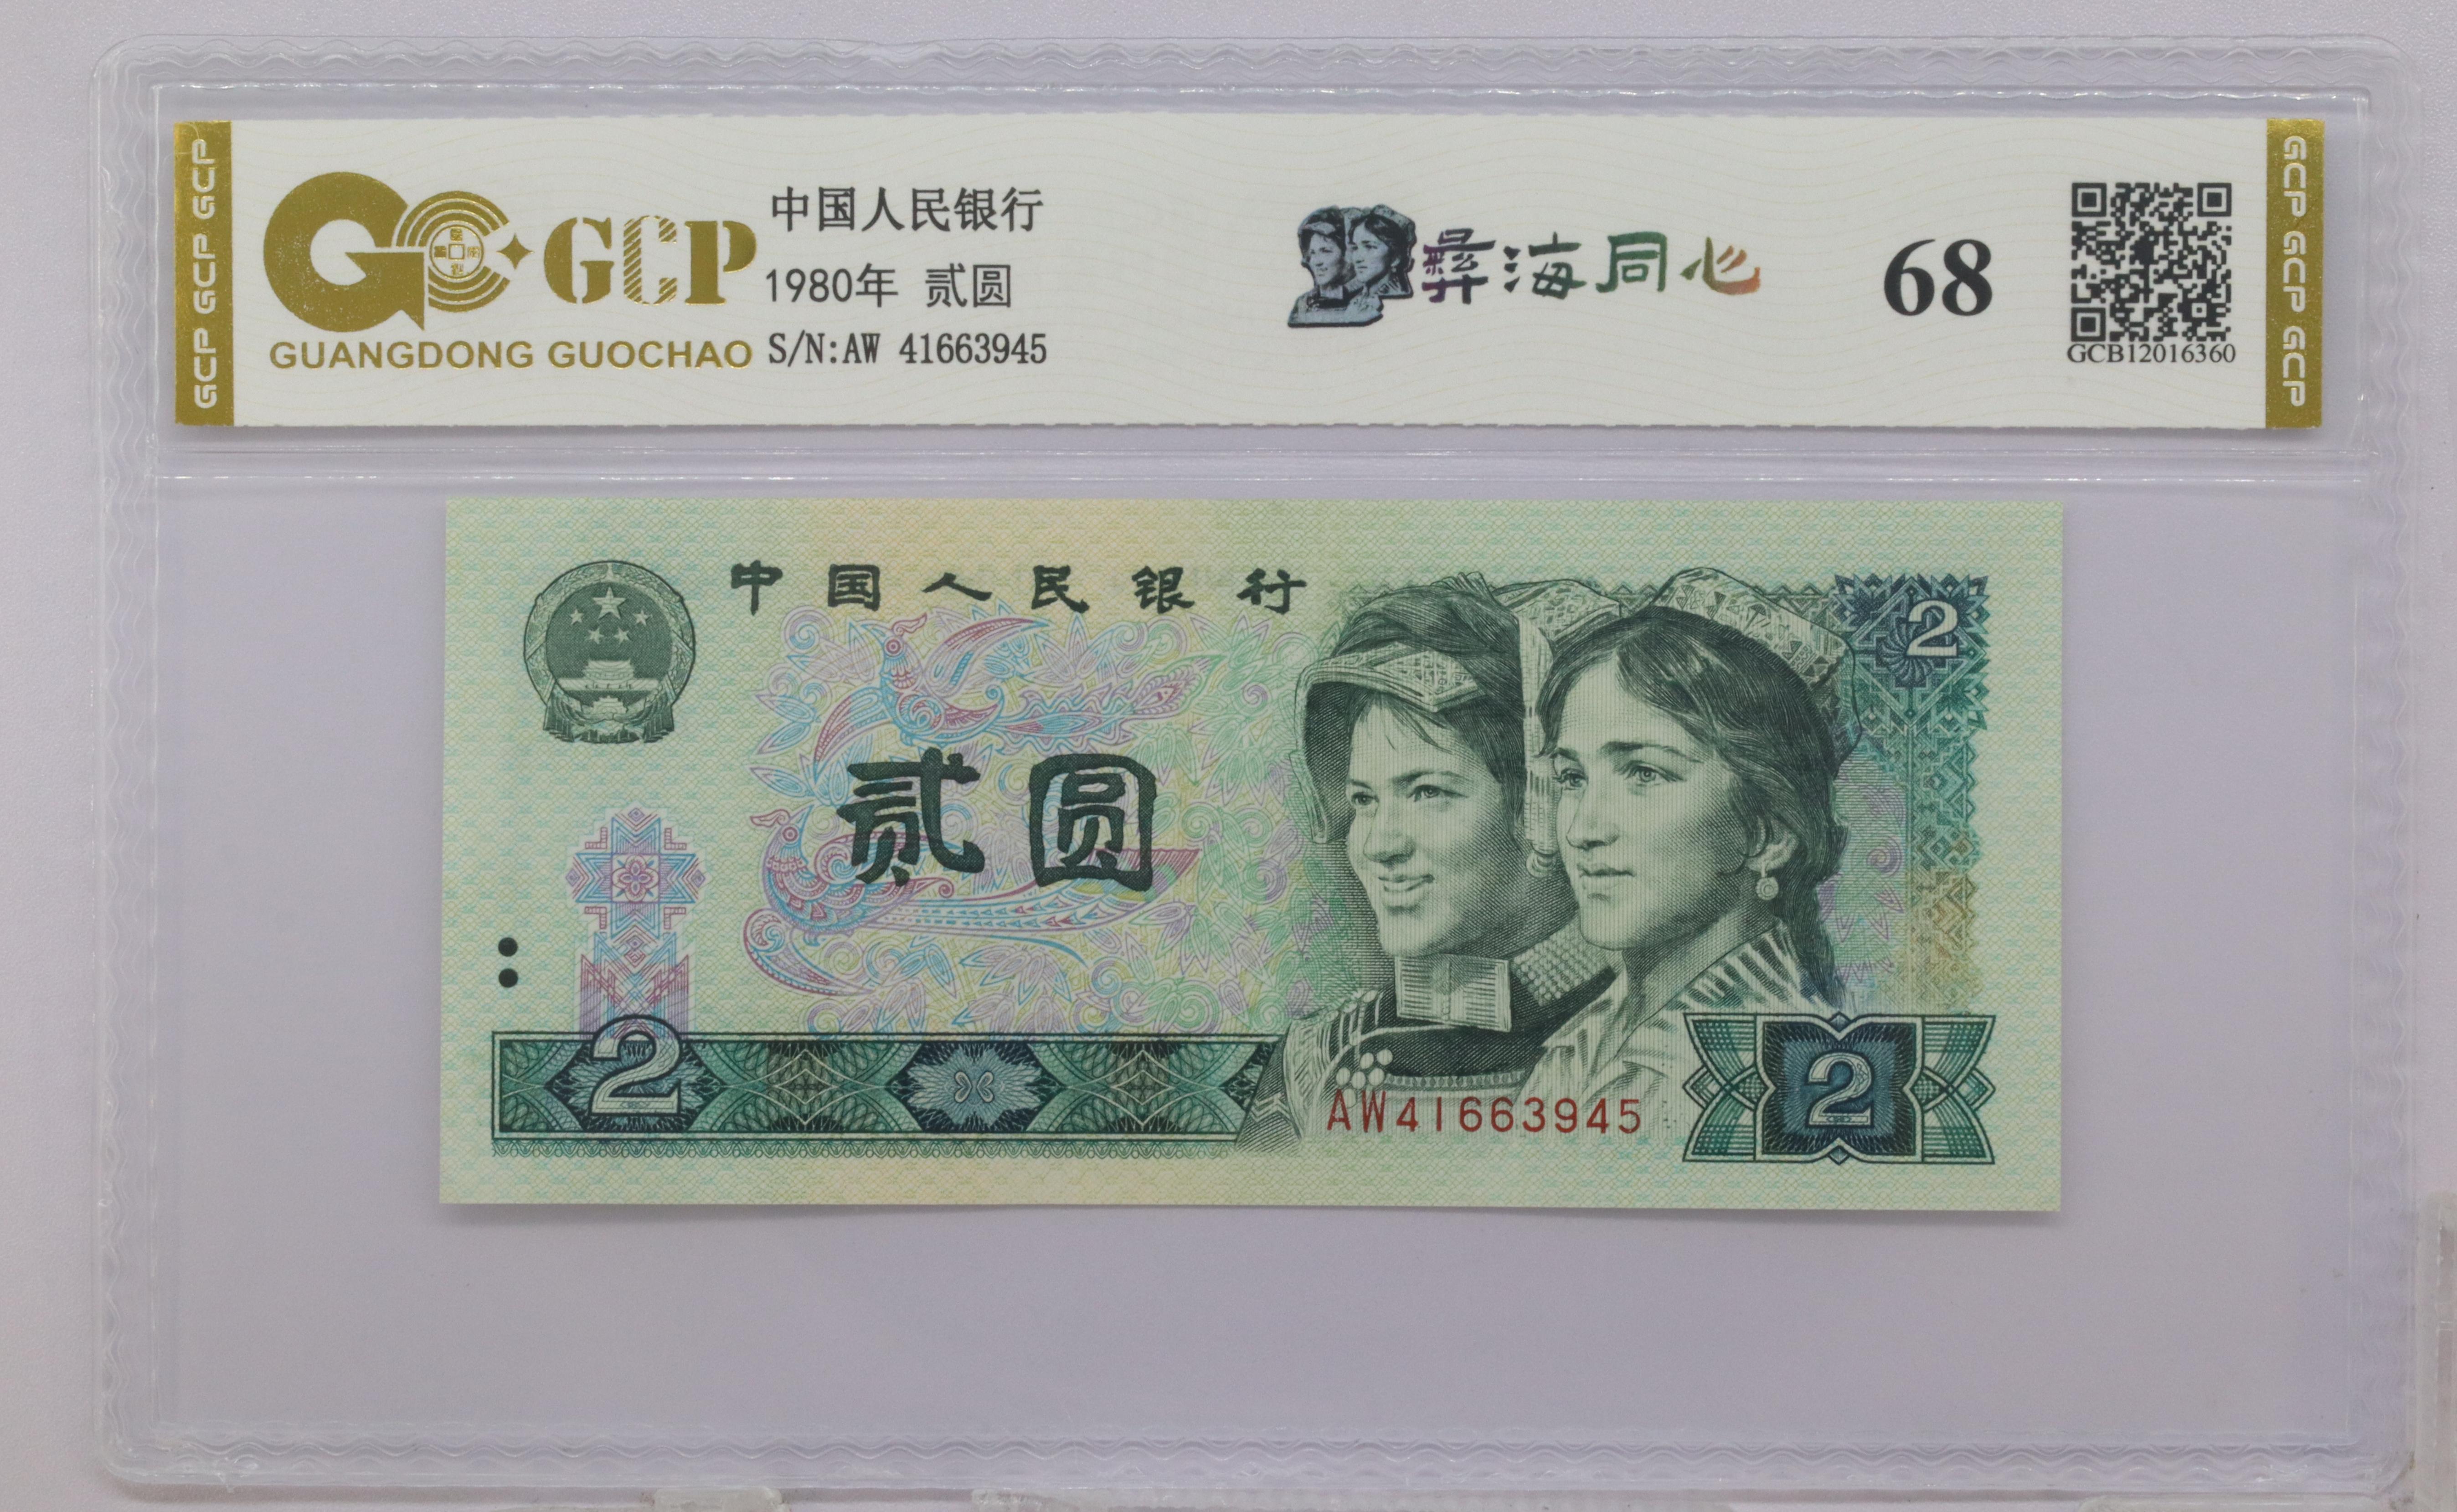 GCP GCP GCP
GCP
GUANGDONG GUOCHAO
中国人民银行
1980年 贰圆
S/N:AW 41663945
彝海同心
68
GCB12016360
GCP GCP GCP
中国人民银行
2
贰圆
2
AW41663945
2